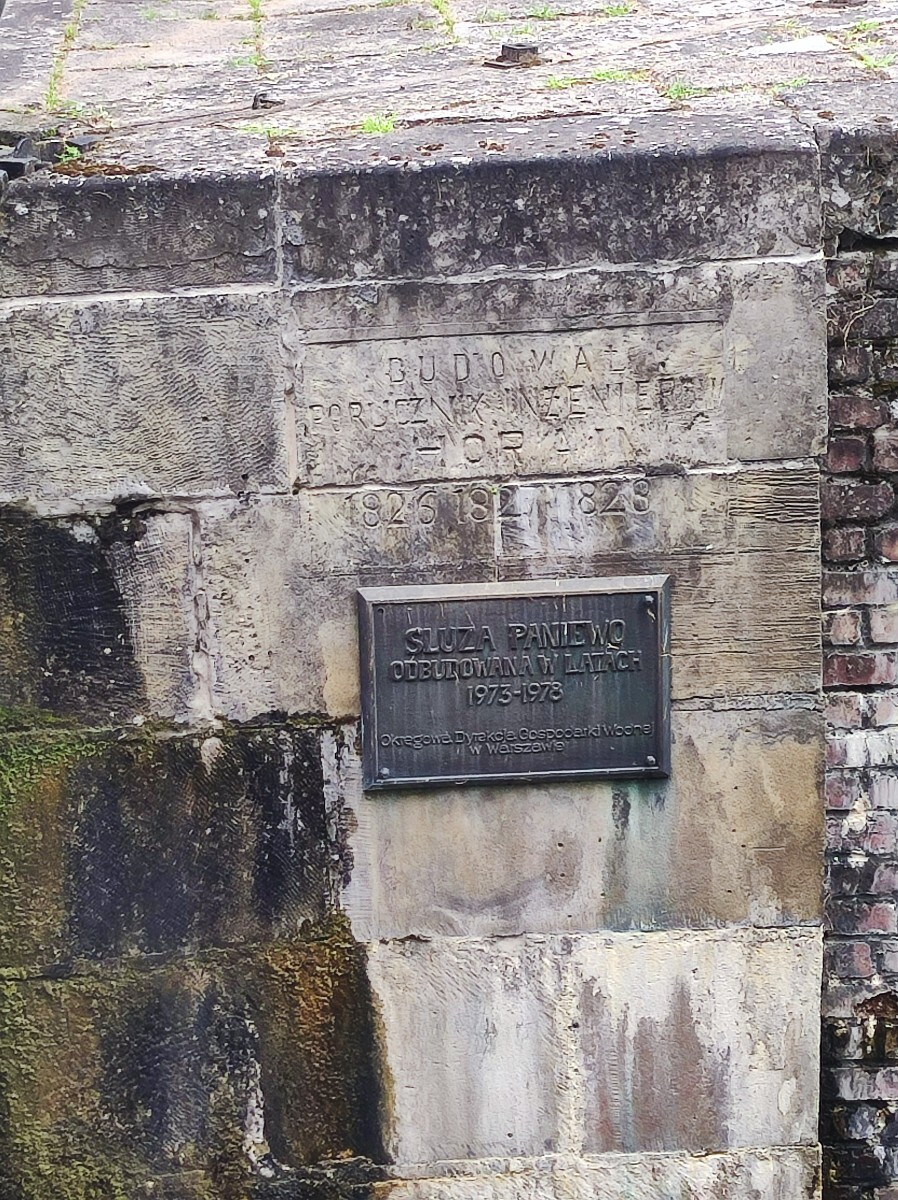 BUDOWAŁ
PORUCZNIK INŻENIERÓW
HORAIN
1826 1827 1828
ŚLUZA PANIEWO
ODBUDOWANA W LATACH
1973-1978
Okręgowa Dyrekcja Gospodarki Wodnej
w Warszawie